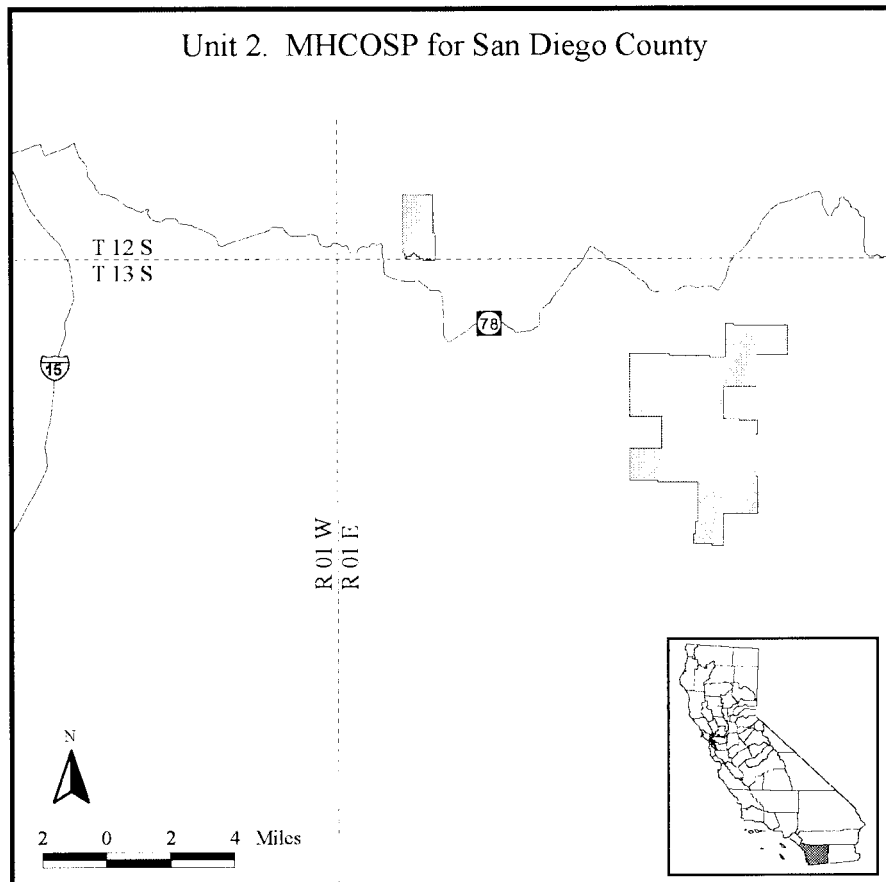 Unit 2. MHCOSP for San Diego County
T 12 S
T 13 S
78
15
R 01 W
R 01 E
N
2 0 2 4 Miles